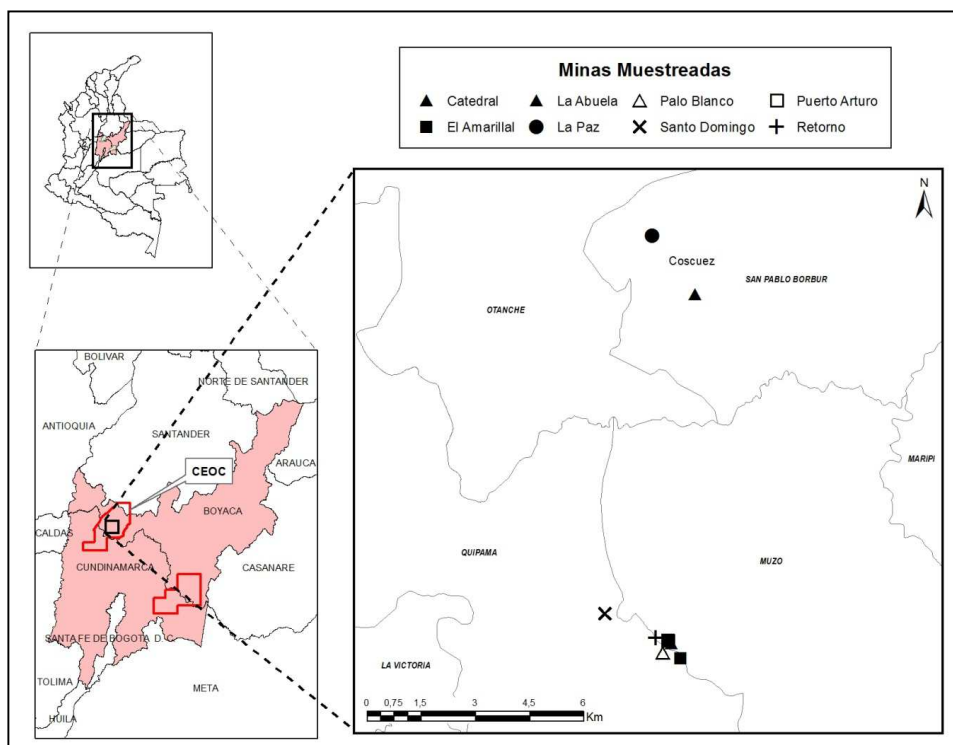 Minas Muestreadas
Catedral La Abuela Palo Blanco Puerto Arturo
El Amarillal La Paz Santo Domingo Retorno
N
Coscuez
SAN PABLO BORBUR
OTANCHE
MARIPI
QUIPAMA
MUZO
LA VICTORIA
0 0,75 1,5 3 4,5 6
Km
BOLIVAR
NORTE DE SANTANDER
ANTIOQUIA
SANTANDER
ARAUCA
CEOC
BOYACA
CALDAS
CUNDINAMARCA
CASANARE
SANTA FE DE BOGOTA D. C.
TOLIMA
META
HUILA